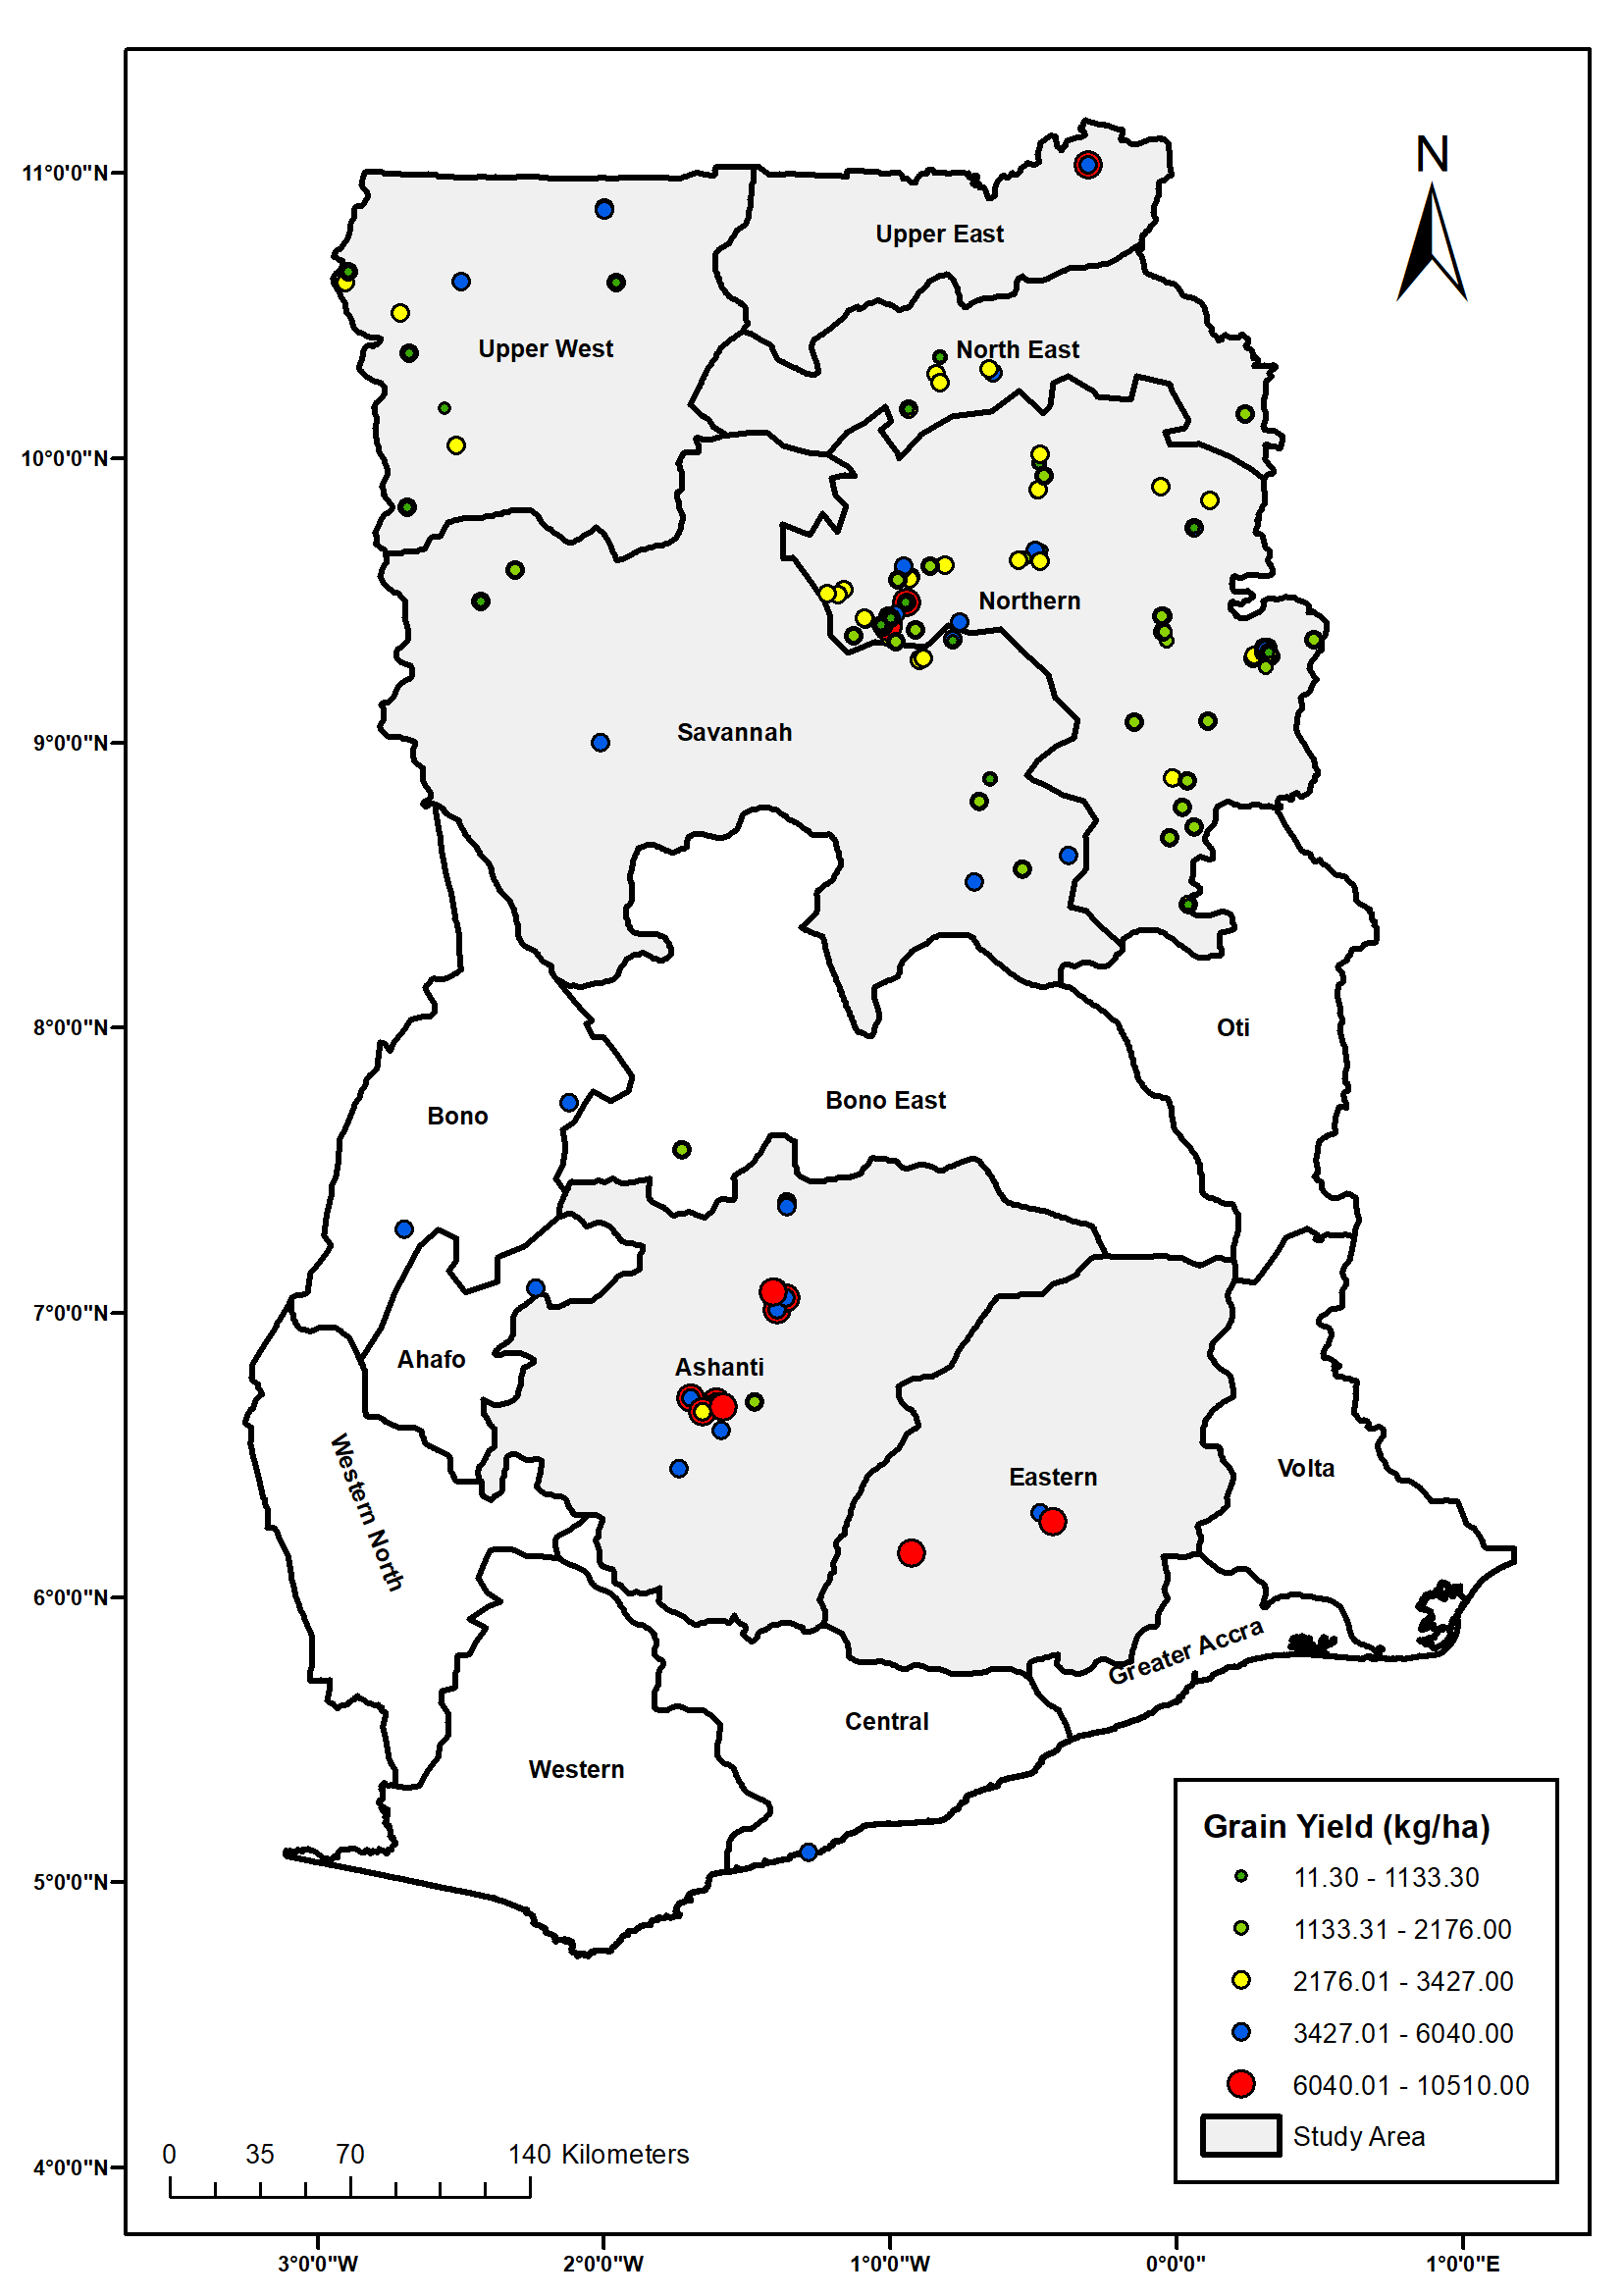 N
11°0'0"N
10°0'0"N
9°0'0"N
8°0'0"N
7°0'0"N
6°0'0"N
5°0'0"N
4°0'0"N
Upper East
Upper West
North East
Northern
Savannah
Oti
Bono East
Bono
Ahafo
Ashanti
Western North
Eastern
Volta
Greater Accra
Central
Western
Grain Yield (kg/ha)
11.30 - 1133.30
1133.31 - 2176.00
2176.01 - 3427.00
3427.01 - 6040.00
6040.01 - 10510.00
Study Area
0 35 70 140 Kilometers
3°0'0"W 2°0'0"W 1°0'0"W 0°0'0" 1°0'0"E